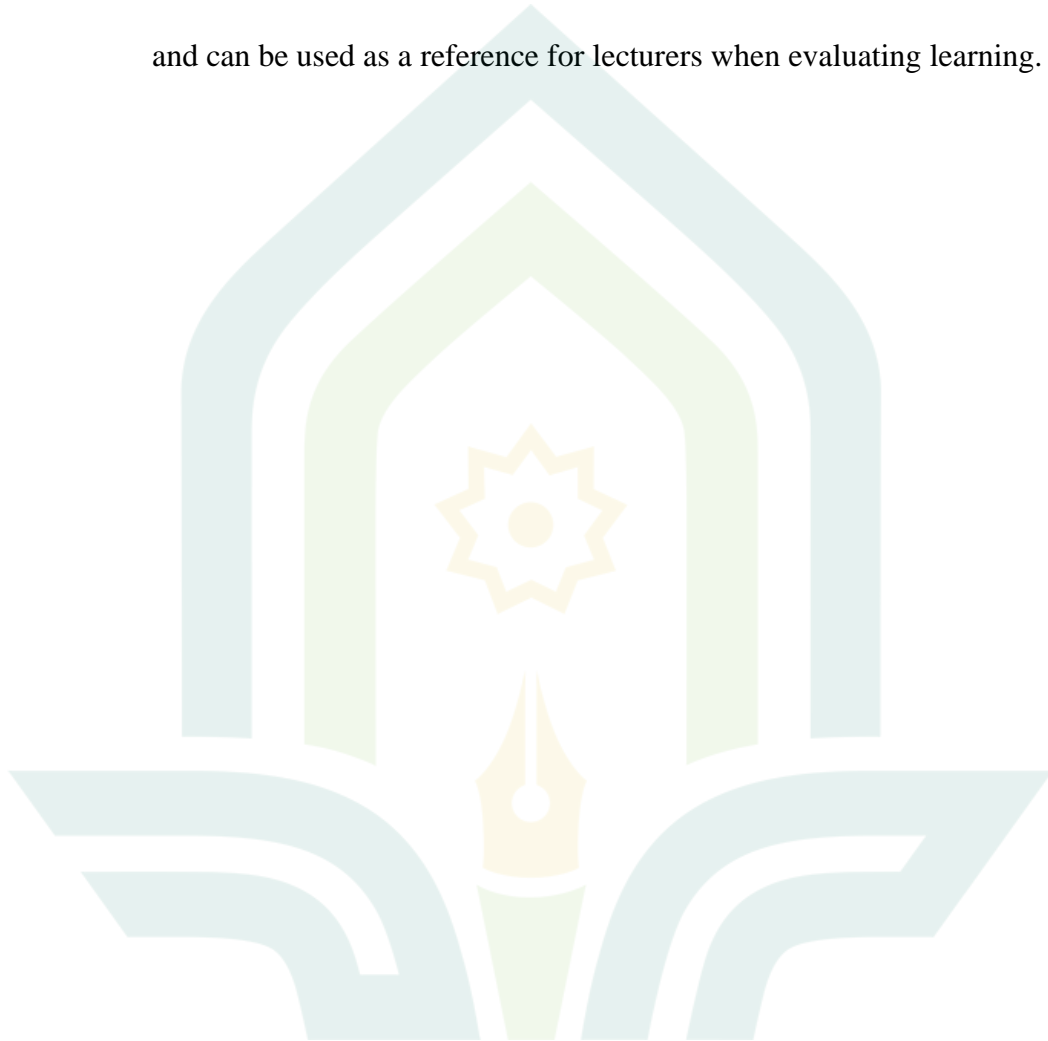 and can be used as a reference for lecturers when evaluating learning.